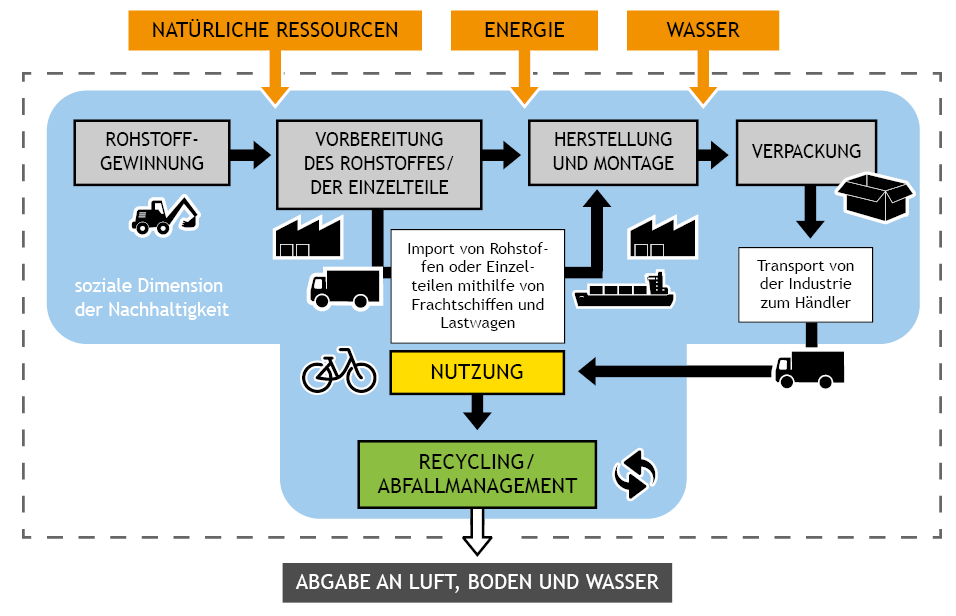 NATÜRLICHE RESSOURCEN
ENERGIE
WASSER
ROHSTOFF-
GEWINNUNG
VORBEREITUNG
DES ROHSTOFFES/
DER EINZELTEILE
HERSTELLUNG
UND MONTAGE
VERPACKUNG
Import von Rohstof-
fen oder Einzel-
teilen mithilfe von
Frachtschiffen und
Lastwagen
Transport von
der Industrie
zum Händler
soziale Dimension
der Nachhaltigkeit
NUTZUNG
RECYCLING/
ABFALLMANAGEMENT
ABGABE AN LUFT, BODEN UND WASSER